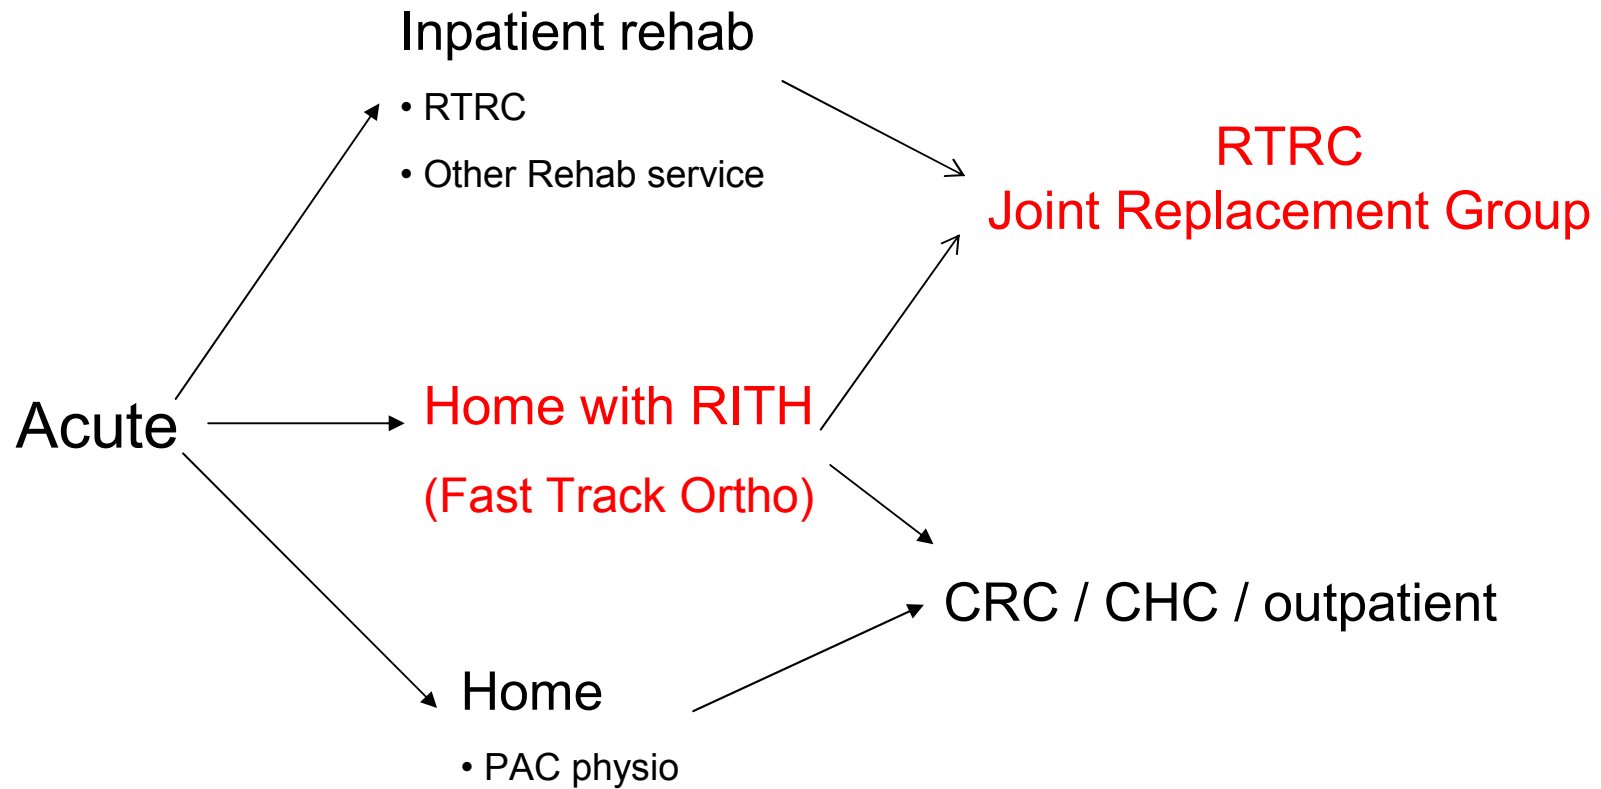 Inpatient rehab
• RTRC
• Other Rehab service
RTRC
Joint Replacement Group
Acute
Home with RITH
(Fast Track Ortho)
CRC / CHC / outpatient
Home
• PAC physio